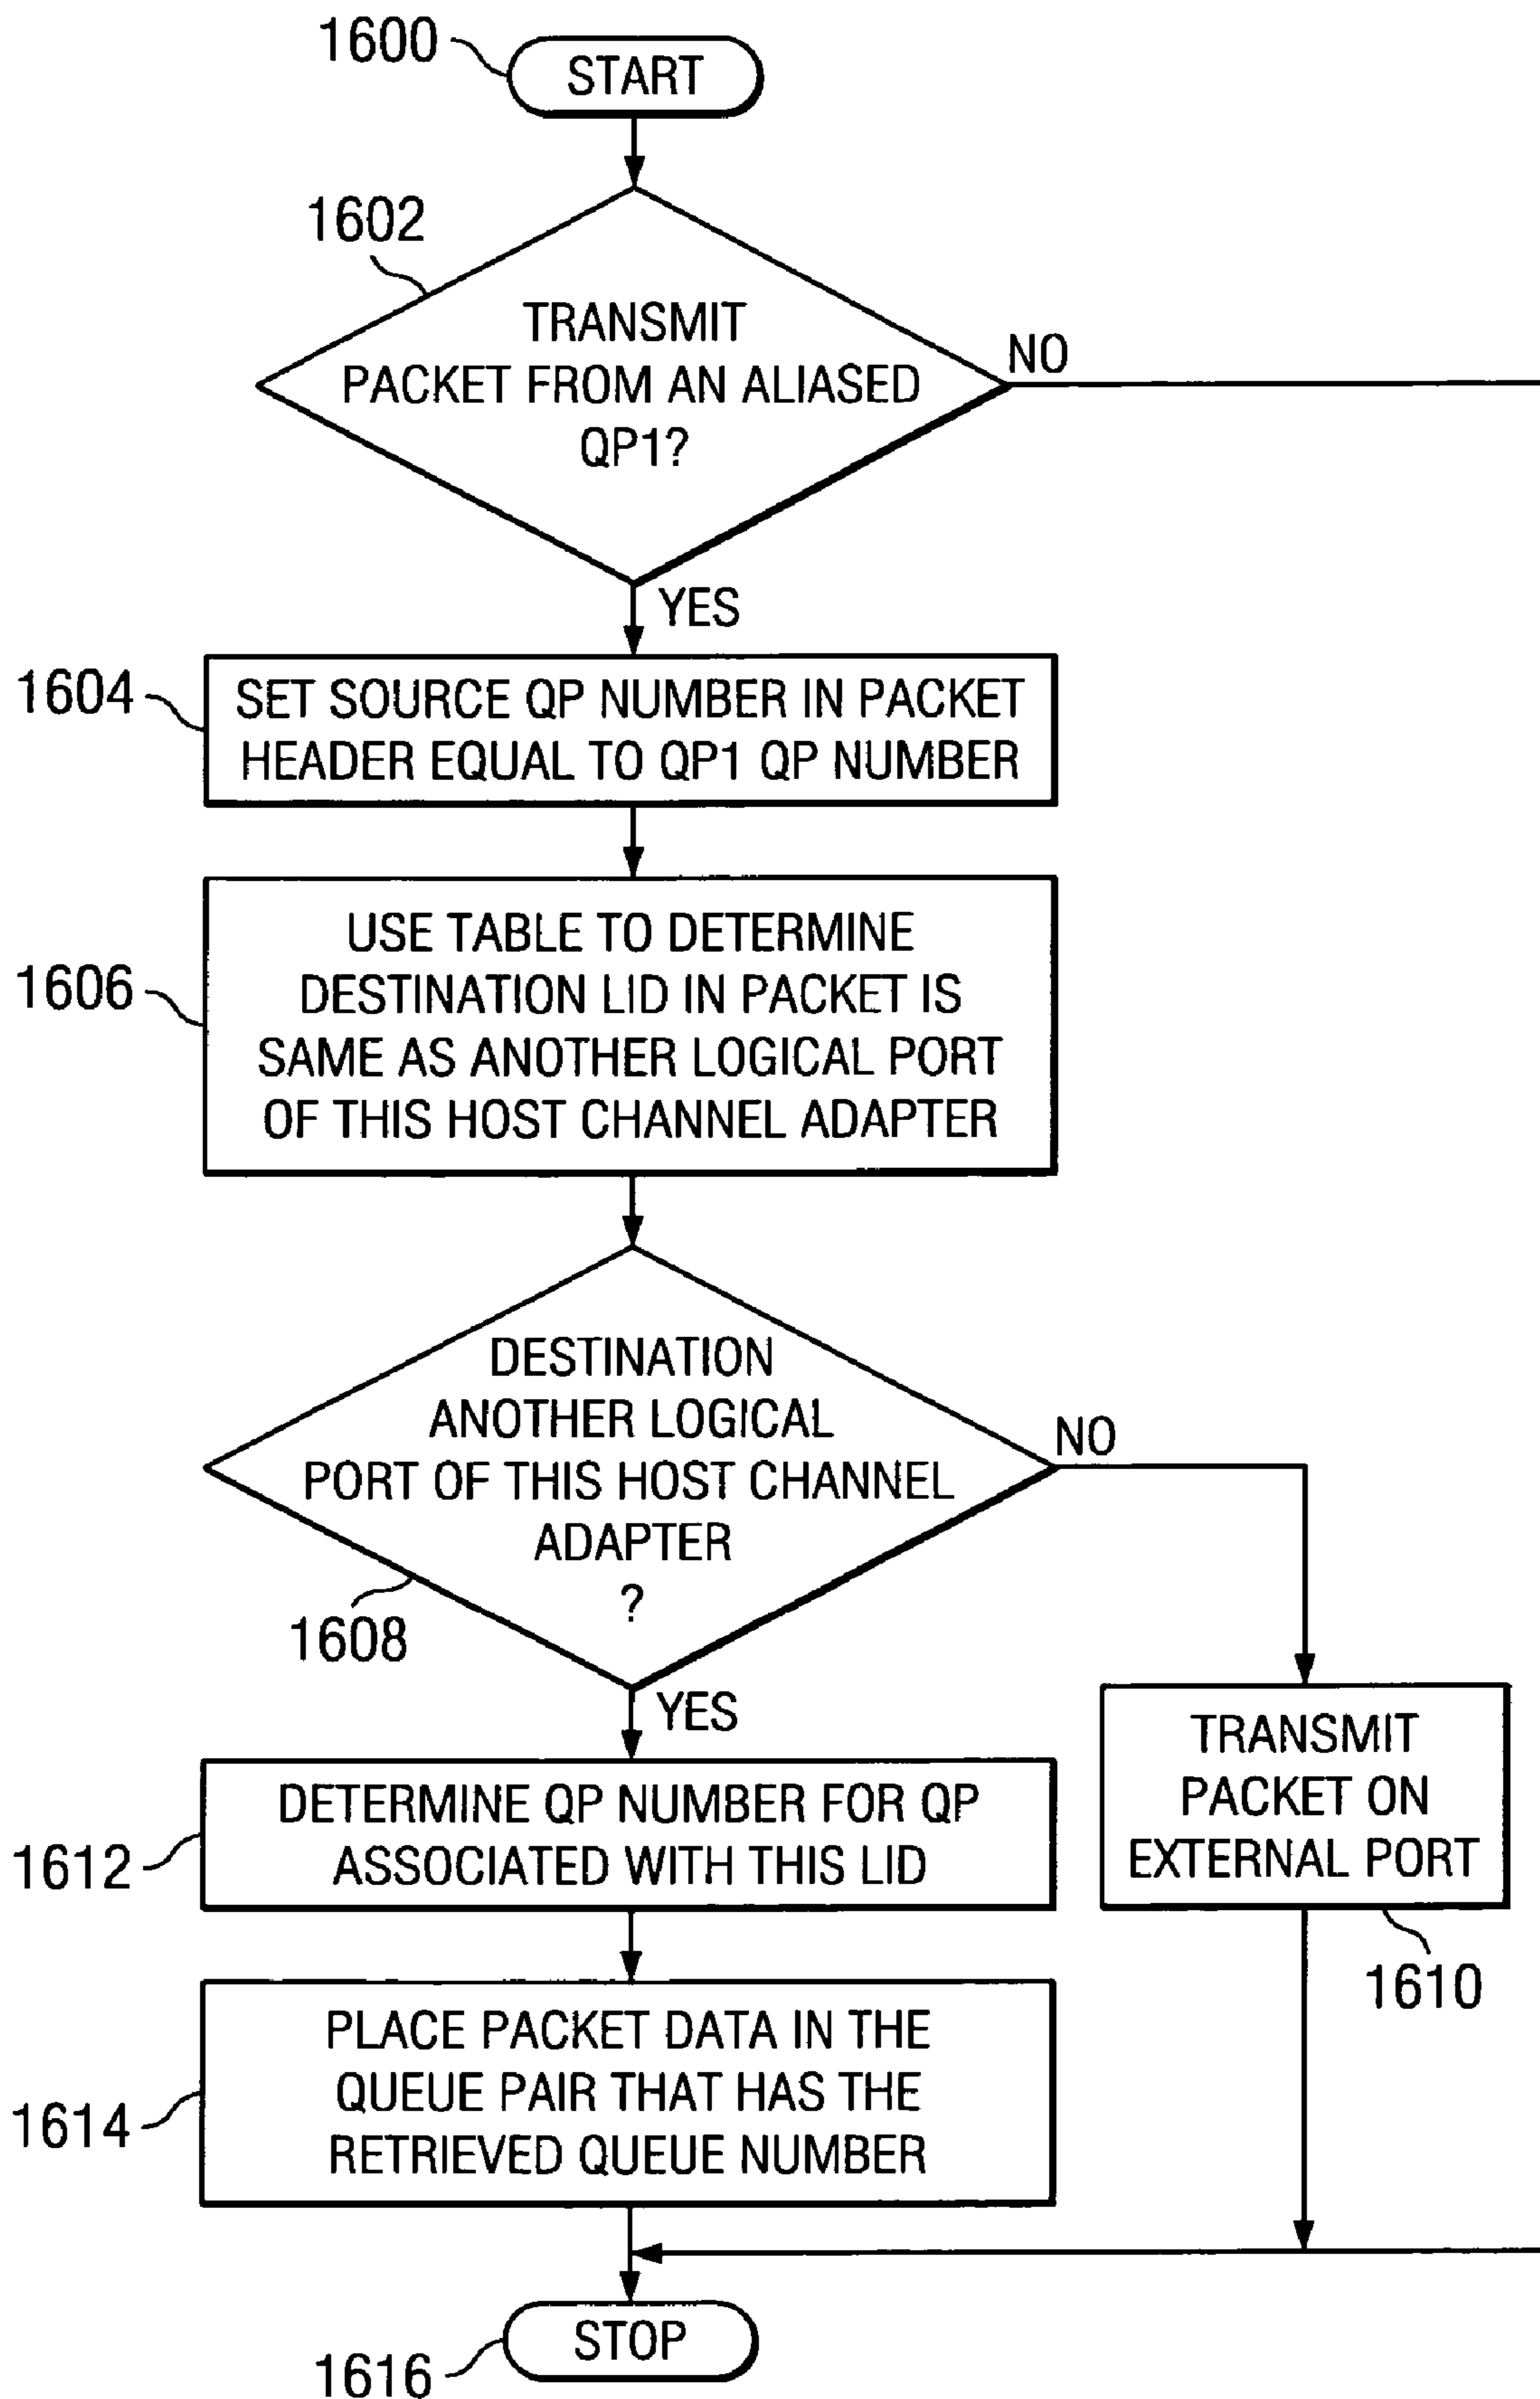 1600
START
1602
TRANSMIT
PACKET FROM AN ALIASED
QP1?
NO
YES
1604
SET SOURCE QP NUMBER IN PACKET
HEADER EQUAL TO QP1 QP NUMBER
1606
USE TABLE TO DETERMINE
DESTINATION LID IN PACKET IS
SAME AS ANOTHER LOGICAL PORT
OF THIS HOST CHANNEL ADAPTER
DESTINATION
ANOTHER LOGICAL
PORT OF THIS HOST CHANNEL
ADAPTER
?
NO
1608
YES
TRANSMIT
PACKET ON
EXTERNAL PORT
1610
1612
DETERMINE QP NUMBER FOR QP
ASSOCIATED WITH THIS LID
1614
PLACE PACKET DATA IN THE
QUEUE PAIR THAT HAS THE
RETRIEVED QUEUE NUMBER
STOP
1616